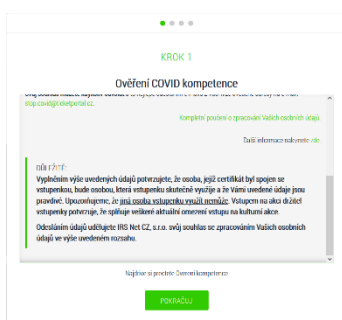 KROK 1
Ověření COVID kompetence
stop.covid@ticketportal.cz.
Kompletní poučení o zpracování Vašich osobních údajů
Další informace naleznete zde
DŮLEŽITÉ:
Vyplněním výše uvedených údajů potvrzujete, že osoba, jejíž certifikát byl spojen se
vstupenkou, bude osobou, která vstupenku skutečně využije a že Vámi uvedené údaje jsou
pravdivé. Upozorňujeme, že jiná osoba vstupenku využít nemůže. Vstupem na akci držitel
vstupenky potvrzuje, že splňuje veškeré aktuální omezení vstupu na kulturní akce.
Odesláním údajů udělujete IRS Net CZ, s.r.o. svůj souhlas se zpracováním Vašich osobních
údajů ve výše uvedeném rozsahu.
Nejdříve si přečtěte Ověření kompetence
POKRAČUJ